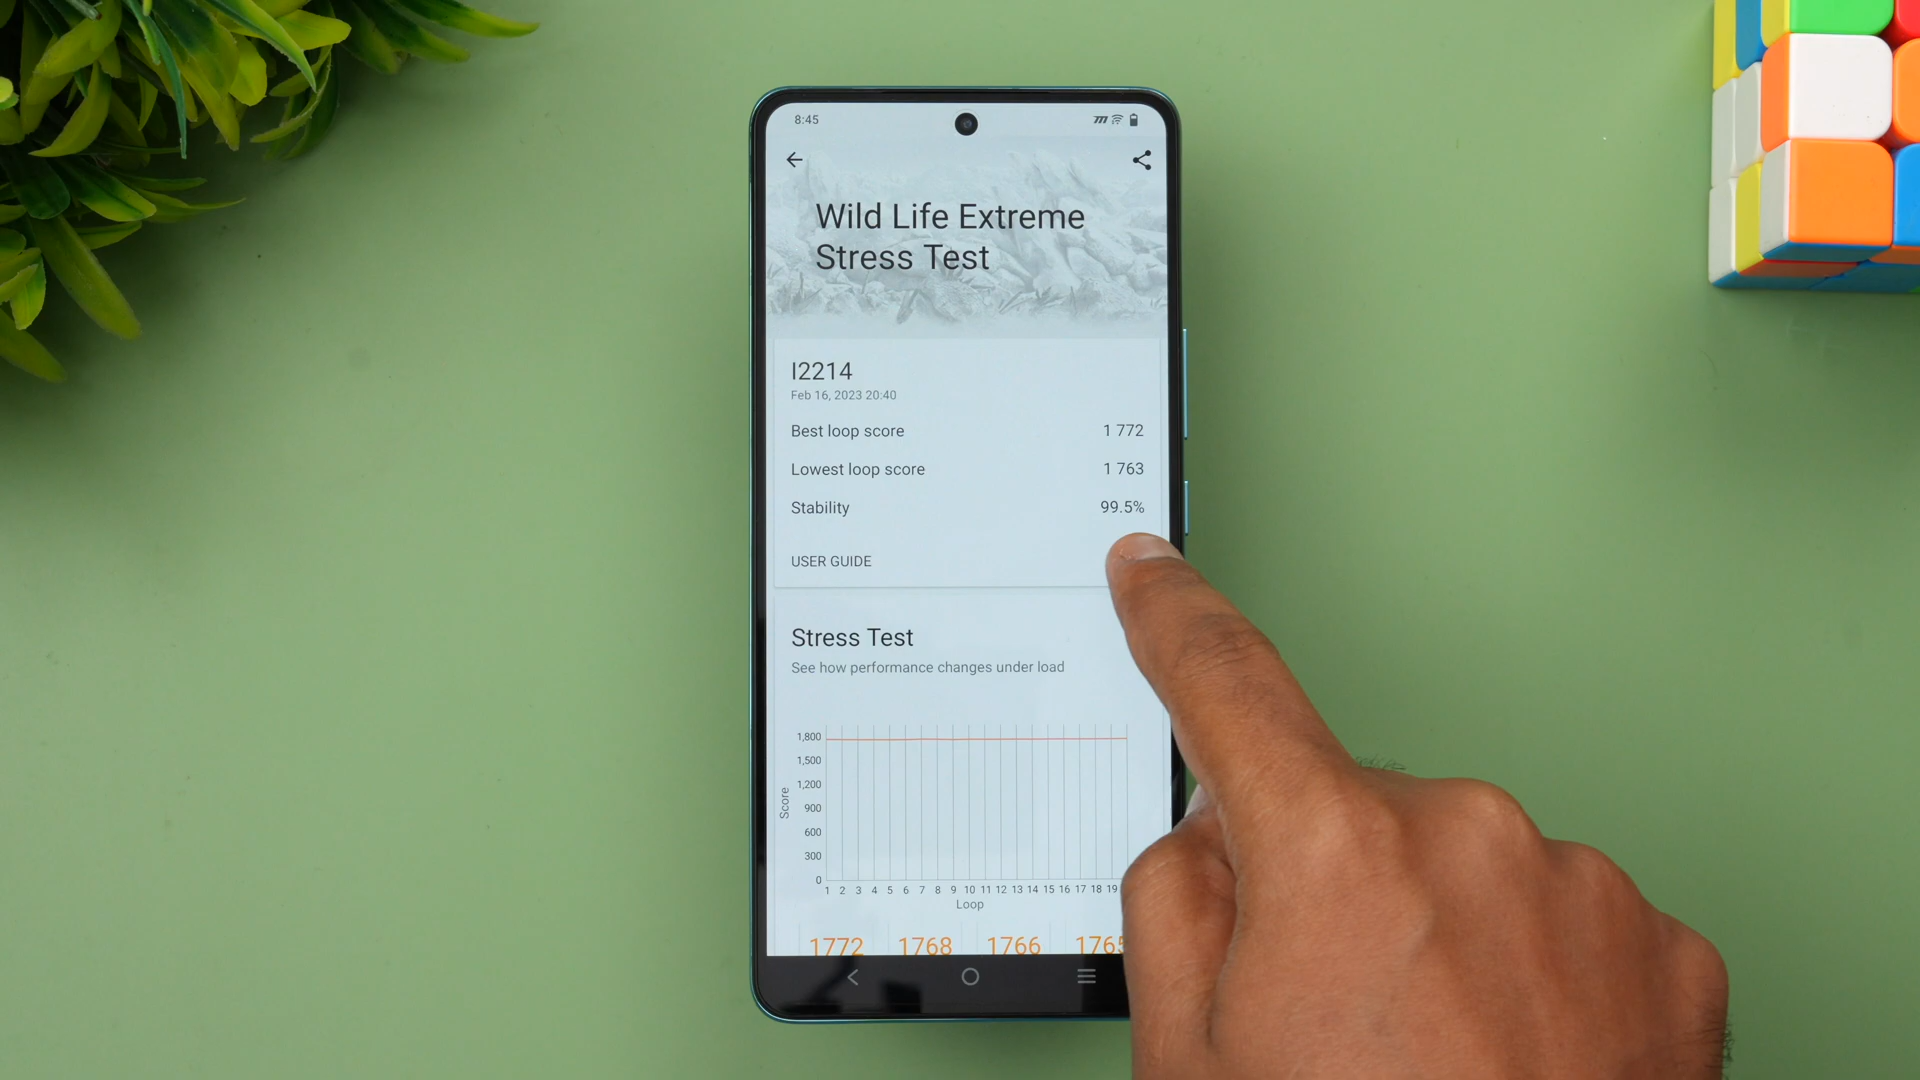 8:45
Wild Life Extreme
Stress Test
I2214
Feb 16, 2023 20:40
Best loop score 1 772
Lowest loop score 1 763
Stability 99.5%
USER GUIDE
Stress Test
See how performance changes under load
1,800
1,500
1,200
900
600
300
0
Score
1 2 3 4 5 6 7 8 9 10 11 12 13 14 15 16 17 18 19
Loop
1772 1768 1766